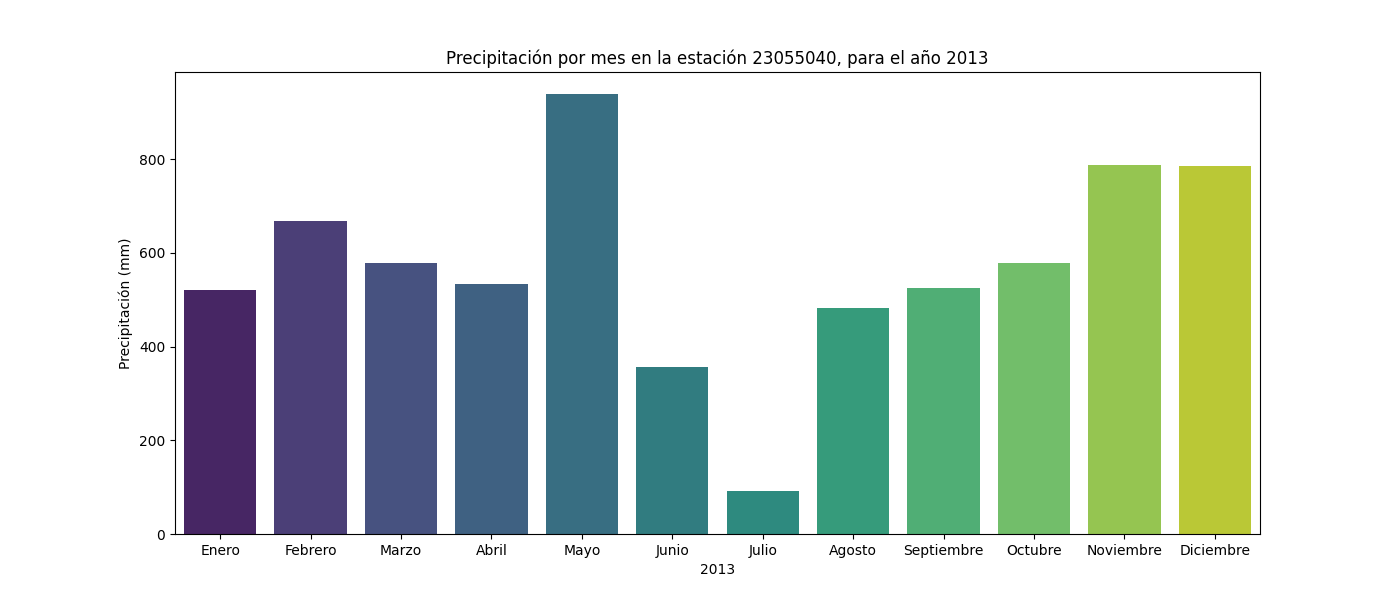 Precipitación por mes en la estación 23055040, para el año 2013
Precipitación (mm)
800
600
400
200
0
Enero Febrero Marzo Abril Mayo Junio Julio Agosto Septiembre Octubre Noviembre Diciembre
2013